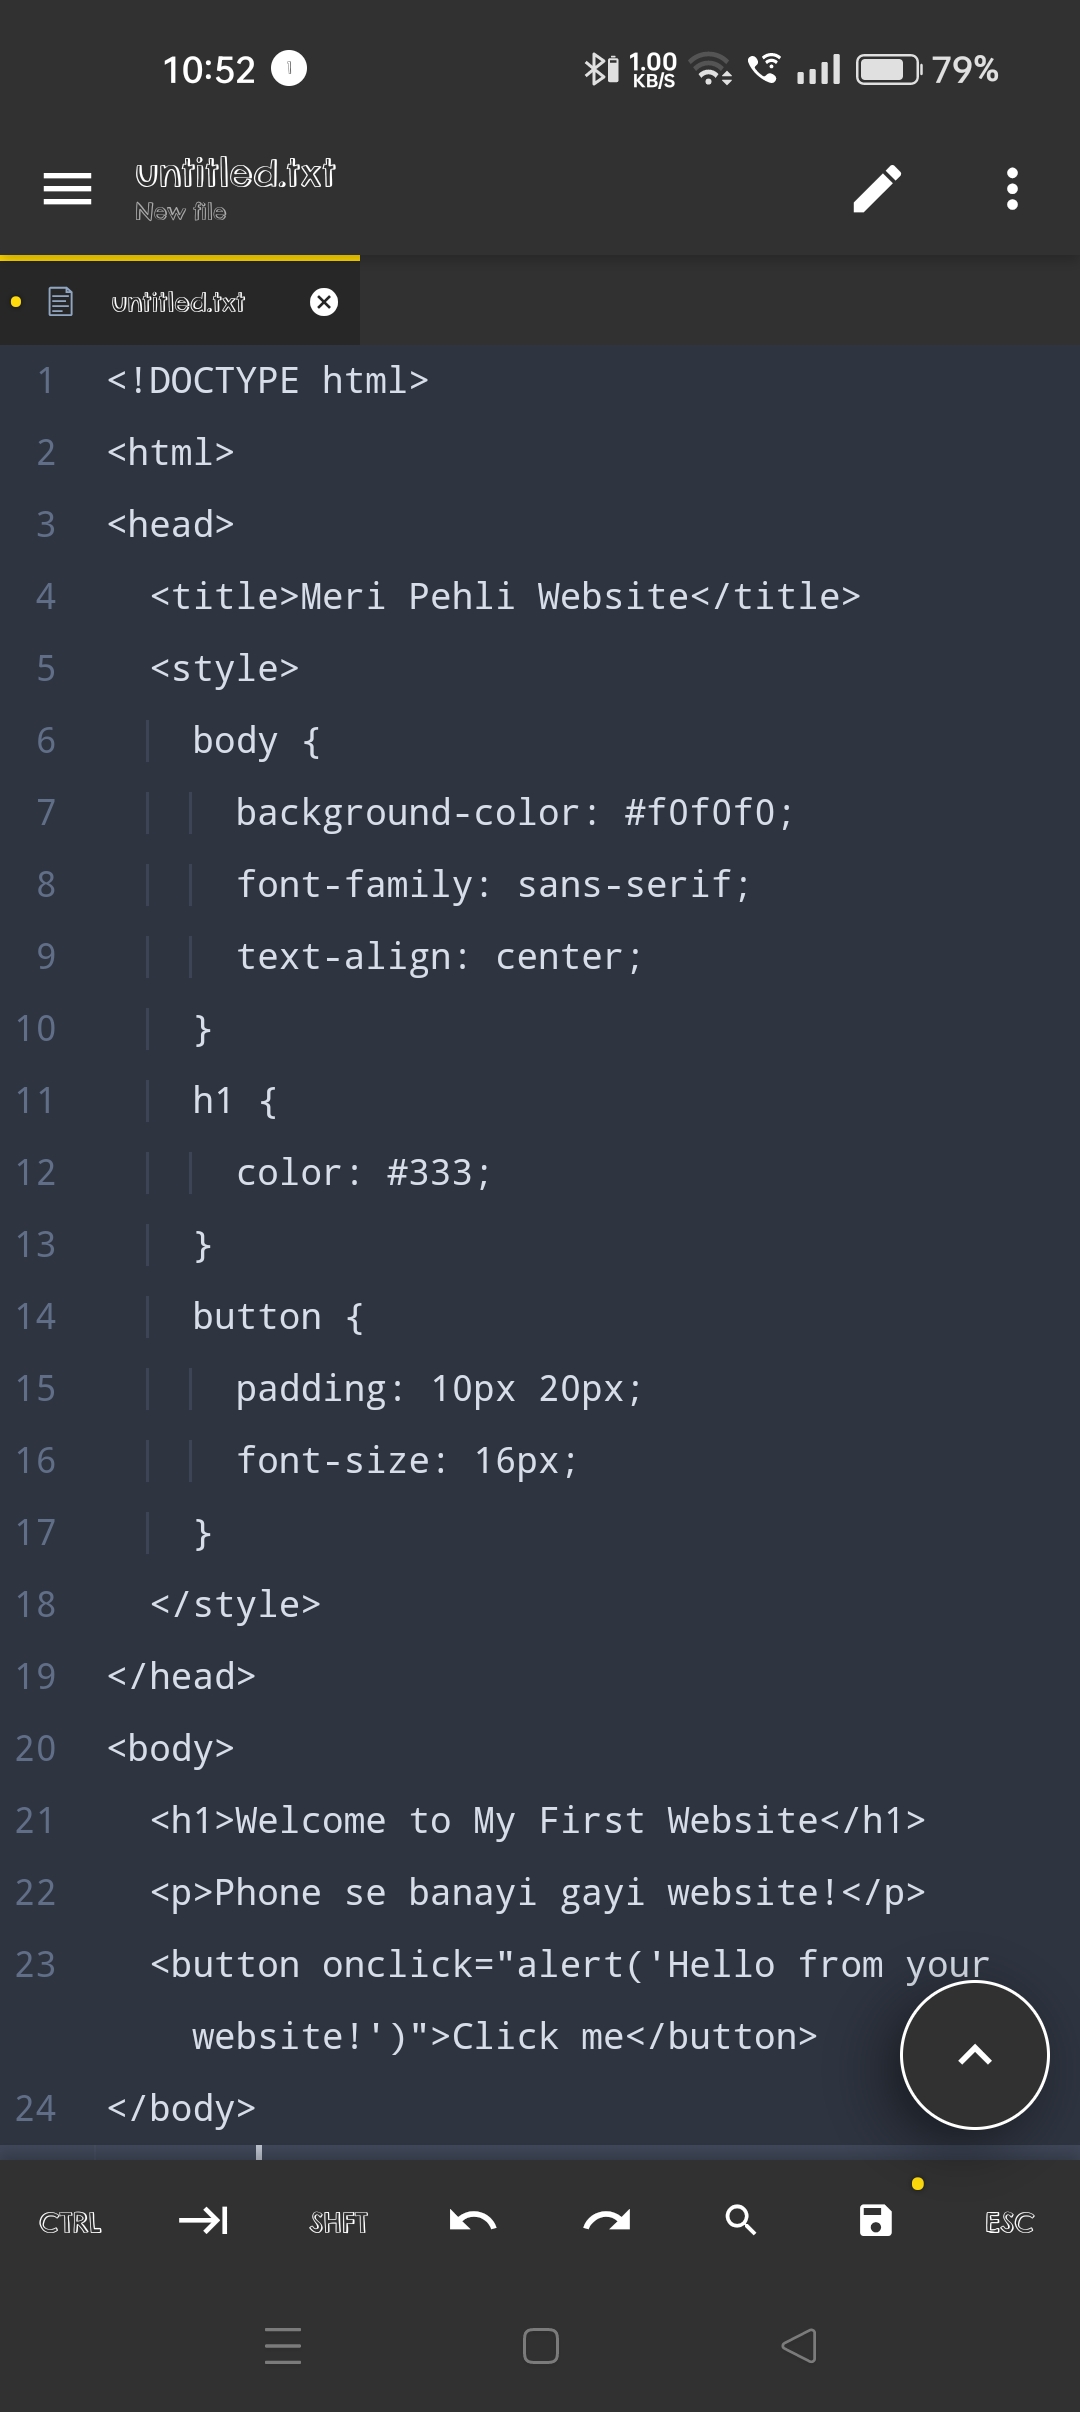 10:52 1 1.00 KB/S 79%
untitled.txt
New file
untitled.txt
1 <!DOCTYPE html>
2 <html>
3 <head>
4   <title>Meri Pehli Website</title>
5   <style>
6     body {
7       background-color: #f0f0f0;
8       font-family: sans-serif;
9       text-align: center;
10     }
11     h1 {
12       color: #333;
13     }
14     button {
15       padding: 10px 20px;
16       font-size: 16px;
17     }
18   </style>
19 </head>
20 <body>
21   <h1>Welcome to My First Website</h1>
22   <p>Phone se banayi gayi website!</p>
23   <button onclick="alert('Hello from your
website!')">Click me</button>
24 </body>
CTRL SHFT ESC